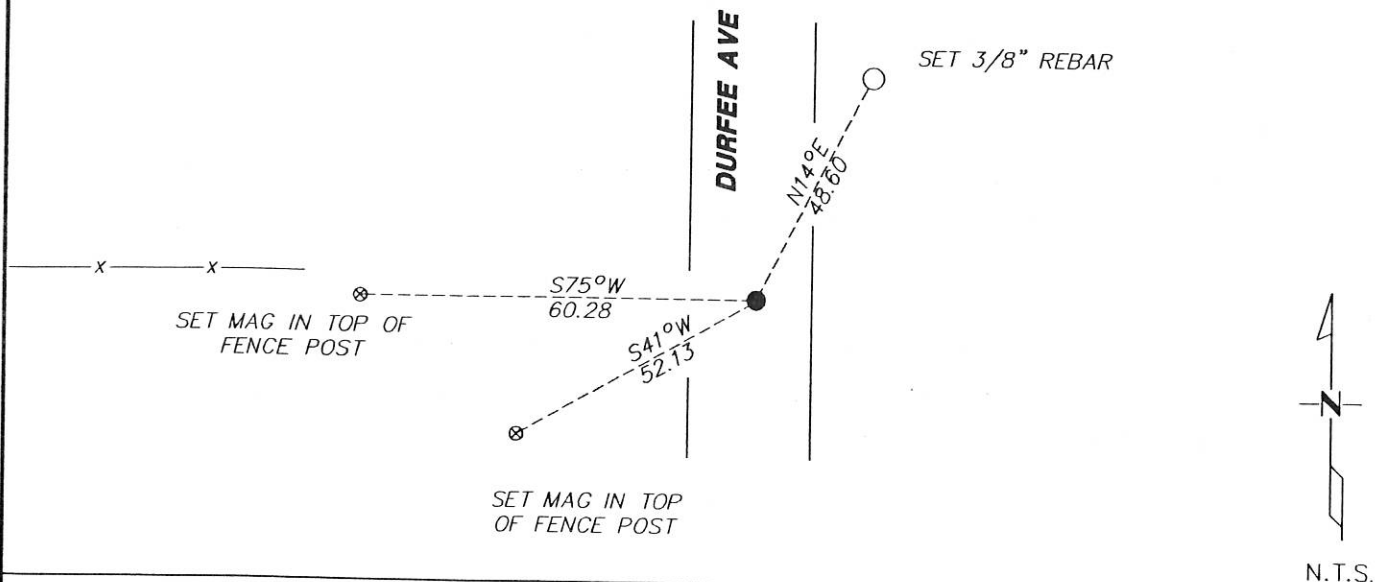 DURFEE AVE
SET 3/8" REBAR
N14°E
48.60
x x
S75°W
60.28
SET MAG IN TOP OF
FENCE POST
S41°W
52.13
N
SET MAG IN TOP
OF FENCE POST
N.T.S.